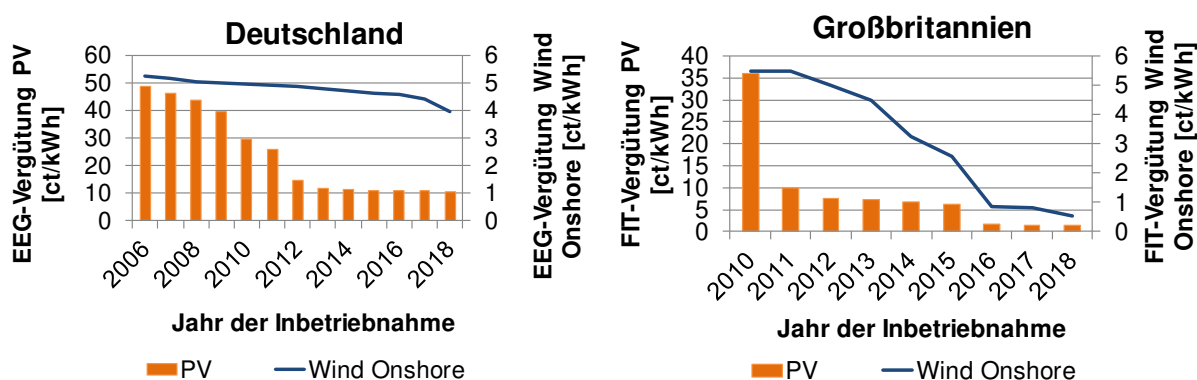 Deutschland
EEG-Vergütung PV
[ct/kWh]
60
50
40
30
20
10
0
6
5
4
3
2
1
0
EEG-Vergütung Wind
Onshore [ct/kWh]
2006
2008
2010
2012
2014
2016
2018
Jahr der Inbetriebnahme
PV
Wind Onshore
Großbritannien
FIT-Vergütung PV
[ct/kWh]
40
35
30
25
20
15
10
5
0
6
5
4
3
2
1
0
FIT-Vergütung Wind
Onshore [ct/kWh]
2010
2011
2012
2013
2014
2015
2016
2017
2018
Jahr der Inbetriebnahme
PV
Wind Onshore